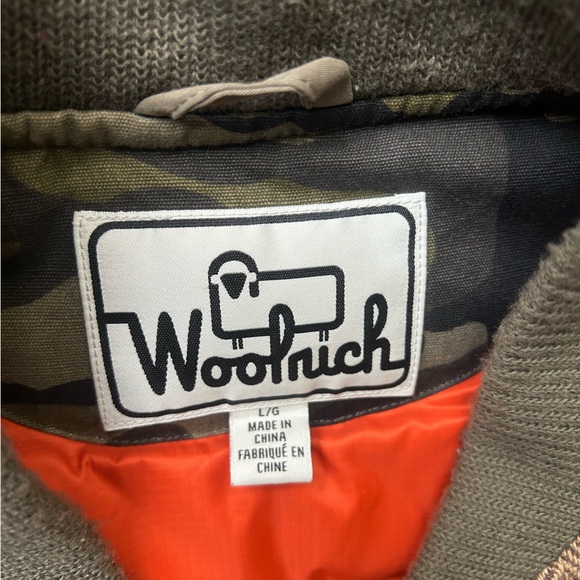 Woolrich
L/G
MADE IN
CHINA
FABRIQUÉ EN
CHINE